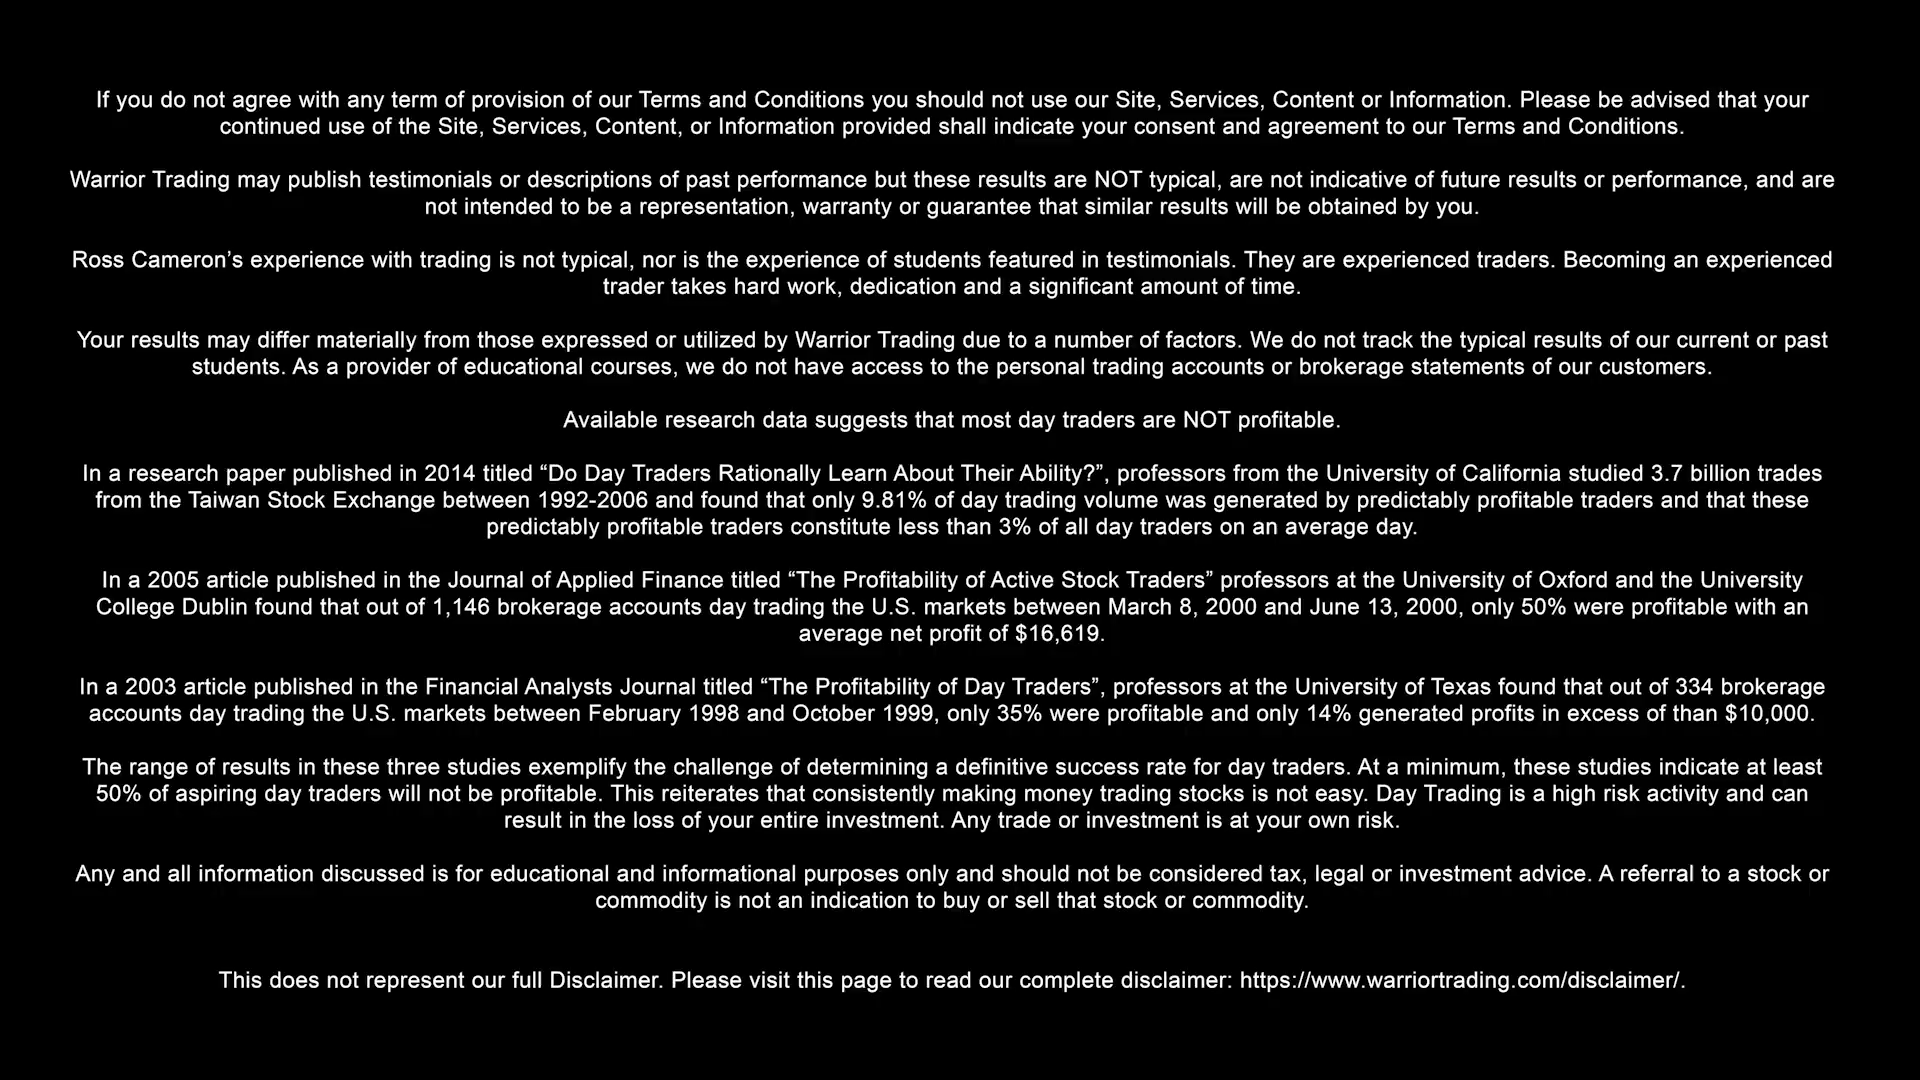 If you do not agree with any term of provision of our Terms and Conditions you should not use our Site, Services, Content or Information. Please be advised that your
continued use of the Site, Services, Content, or Information provided shall indicate your consent and agreement to our Terms and Conditions.
Warrior Trading may publish testimonials or descriptions of past performance but these results are NOT typical, are not indicative of future results or performance, and are
not intended to be a representation, warranty or guarantee that similar results will be obtained by you.
Ross Cameron’s experience with trading is not typical, nor is the experience of students featured in testimonials. They are experienced traders. Becoming an experienced
trader takes hard work, dedication and a significant amount of time.
Your results may differ materially from those expressed or utilized by Warrior Trading due to a number of factors. We do not track the typical results of our current or past
students. As a provider of educational courses, we do not have access to the personal trading accounts or brokerage statements of our customers.
Available research data suggests that most day traders are NOT profitable.
In a research paper published in 2014 titled “Do Day Traders Rationally Learn About Their Ability?”, professors from the University of California studied 3.7 billion trades
from the Taiwan Stock Exchange between 1992-2006 and found that only 9.81% of day trading volume was generated by predictably profitable traders and that these
predictably profitable traders constitute less than 3% of all day traders on an average day.
In a 2005 article published in the Journal of Applied Finance titled “The Profitability of Active Stock Traders” professors at the University of Oxford and the University
College Dublin found that out of 1,146 brokerage accounts day trading the U.S. markets between March 8, 2000 and June 13, 2000, only 50% were profitable with an
average net profit of $16,619.
In a 2003 article published in the Financial Analysts Journal titled “The Profitability of Day Traders”, professors at the University of Texas found that out of 334 brokerage
accounts day trading the U.S. markets between February 1998 and October 1999, only 35% were profitable and only 14% generated profits in excess of than $10,000.
The range of results in these three studies exemplify the challenge of determining a definitive success rate for day traders. At a minimum, these studies indicate at least
50% of aspiring day traders will not be profitable. This reiterates that consistently making money trading stocks is not easy. Day Trading is a high risk activity and can
result in the loss of your entire investment. Any trade or investment is at your own risk.
Any and all information discussed is for educational and informational purposes only and should not be considered tax, legal or investment advice. A referral to a stock or
commodity is not an indication to buy or sell that stock or commodity.
This does not represent our full Disclaimer. Please visit this page to read our complete disclaimer: https://www.warriortrading.com/disclaimer/.